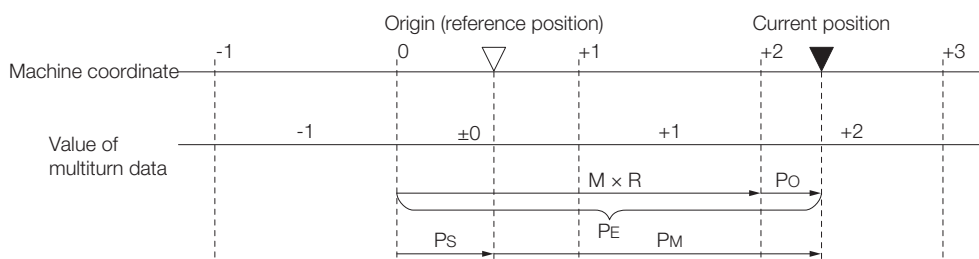 Origin (reference position) Current position
-1 0 +1 +2 +3
Machine coordinate
-1 ±0 +1 +2
Value of
multiturn data
M × R PO
PE
PS PM